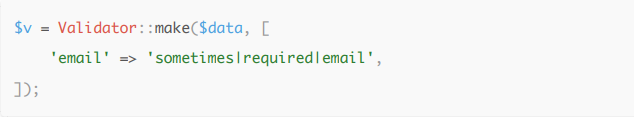 $v = Validator::make($data, [
    'email' => 'sometimes|required|email',
]);